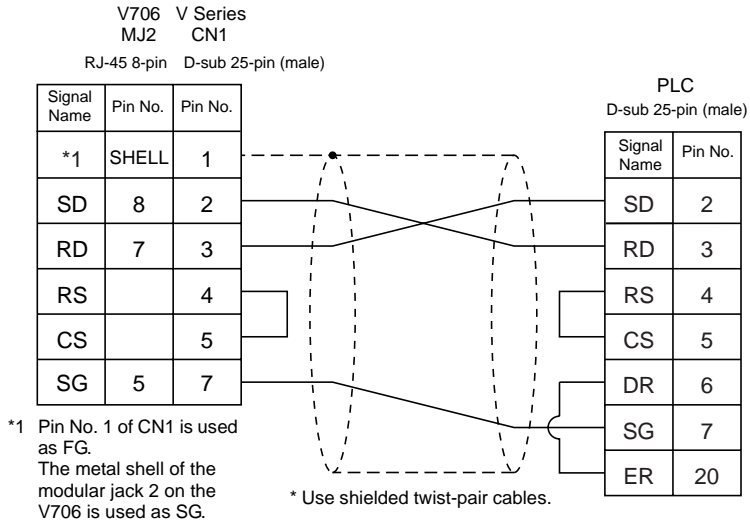 V706 V Series
MJ2 CN1
RJ-45 8-pin D-sub 25-pin (male)
Signal Name Pin No. Pin No.
*1 SHELL 1
SD 8 2
RD 7 3
RS 4
CS 5
SG 5 7
*1 Pin No. 1 of CN1 is used
as FG.
The metal shell of the
modular jack 2 on the
V706 is used as SG.
* Use shielded twist-pair cables.
PLC
D-sub 25-pin (male)
Signal Name Pin No.
SD 2
RD 3
RS 4
CS 5
DR 6
SG 7
ER 20